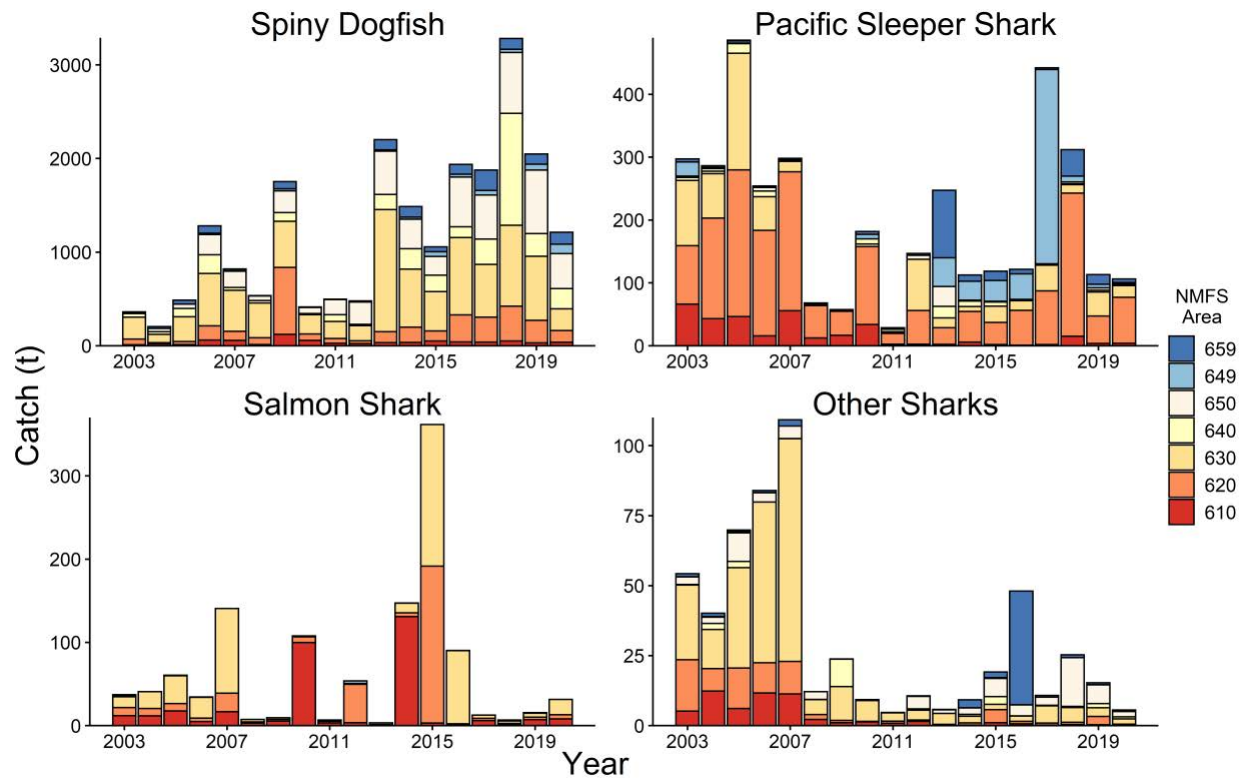 Spiny Dogfish
3000
2000
1000
0
2003 2007 2011 2015 2019
Pacific Sleeper Shark
400
300
200
100
0
2003 2007 2011 2015 2019
Salmon Shark
300
200
100
0
2003 2007 2011 2015 2019
Other Sharks
100
75
50
25
0
2003 2007 2011 2015 2019
Catch (t)
Year
NMFS
Area
659
649
650
640
630
620
610